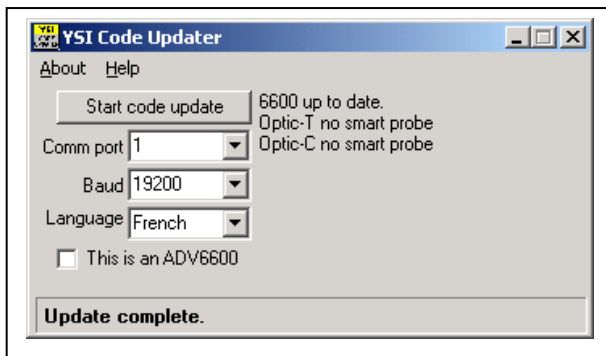 YSI Code Updater
About Help
Start code update
6600 up to date.
Optic-T no smart probe
Optic-C no smart probe
Comm port 1
Baud 19200
Language French
This is an ADV6600
Update complete.